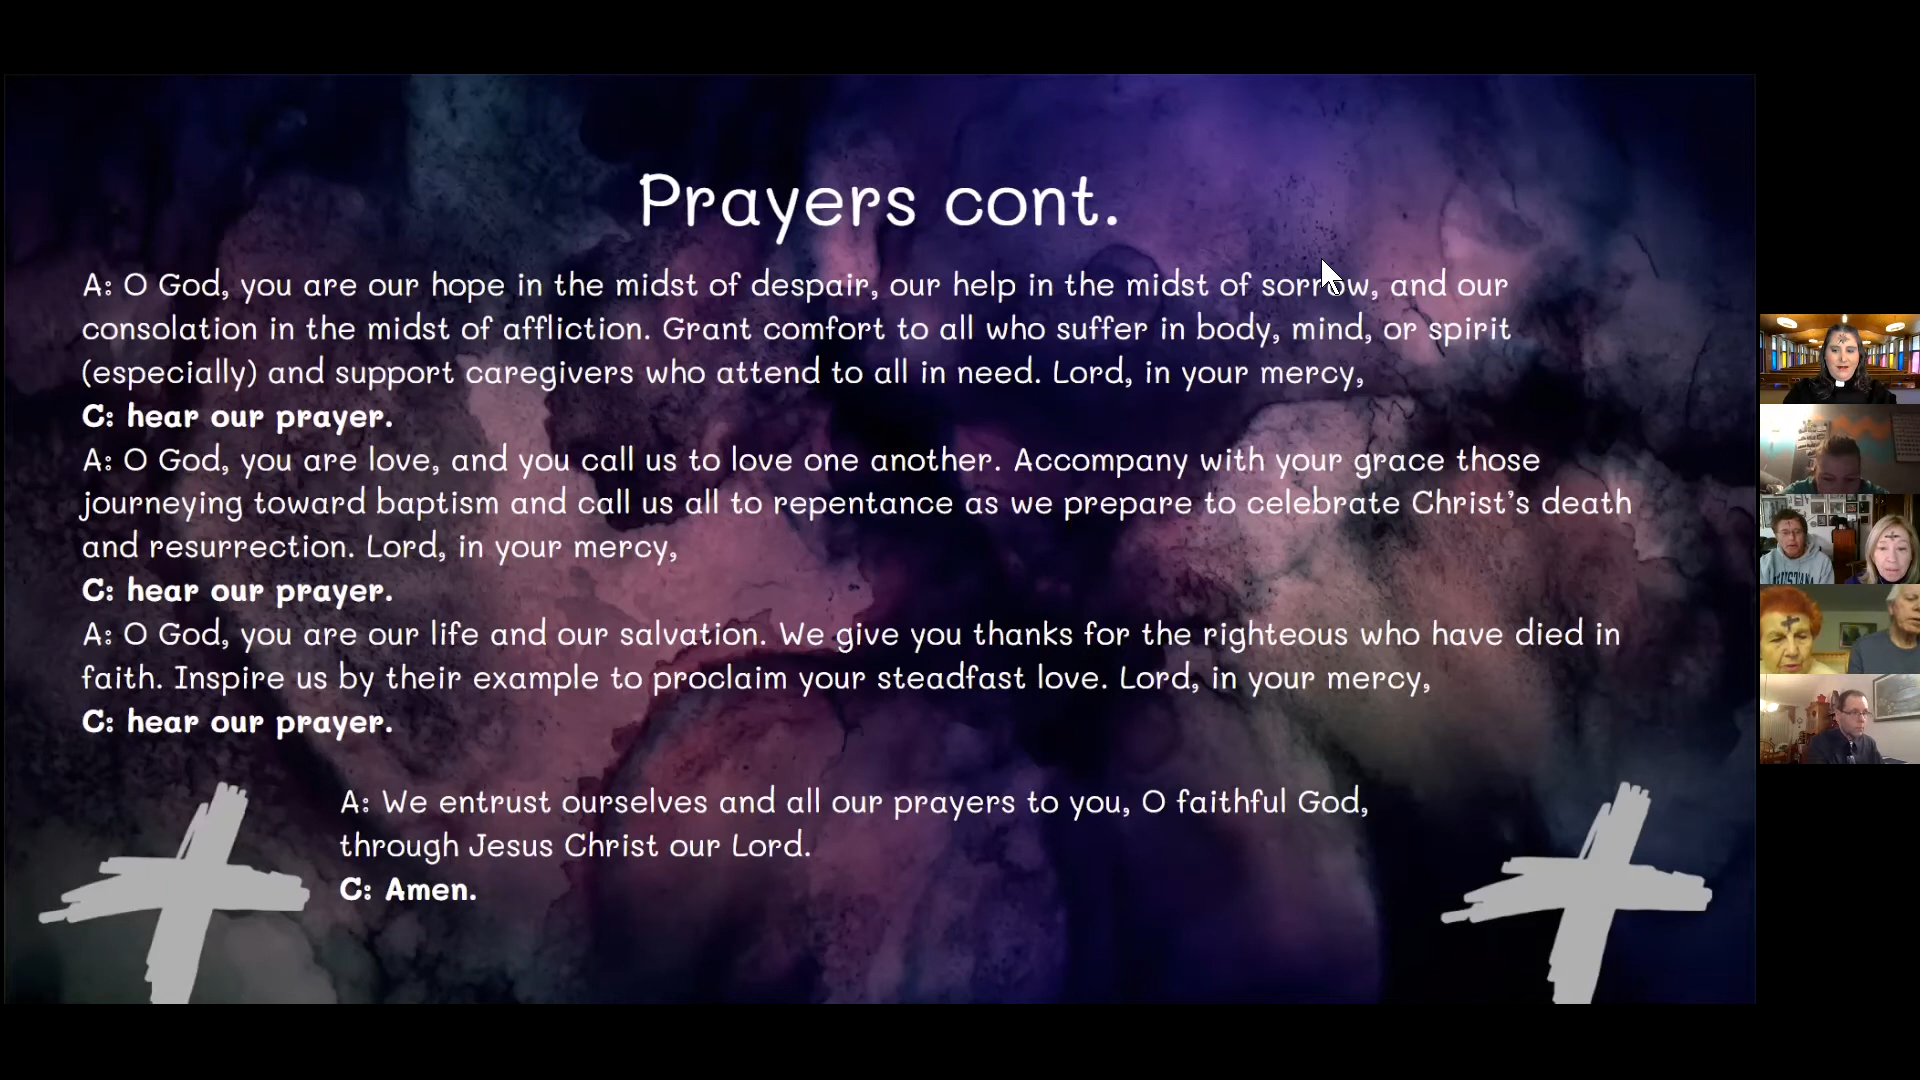 Prayers cont.
A: O God, you are our hope in the midst of despair, our help in the midst of sorrow, and our
consolation in the midst of affliction. Grant comfort to all who suffer in body, mind, or spirit
(especially) and support caregivers who attend to all in need. Lord, in your mercy,
C: hear our prayer.
A: O God, you are love, and you call us to love one another. Accompany with your grace those
journeying toward baptism and call us all to repentance as we prepare to celebrate Christ's death
and resurrection. Lord, in your mercy,
C: hear our prayer.
A: O God, you are our life and our salvation. We give you thanks for the righteous who have died in
faith. Inspire us by their example to proclaim your steadfast love. Lord, in your mercy,
C: hear our prayer.
A: We entrust ourselves and all our prayers to you, O faithful God,
through Jesus Christ our Lord.
C: Amen.